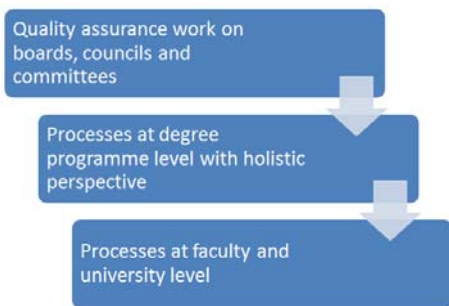 Quality assurance work on
boards, councils and
committees
Processes at degree
programme level with holistic
perspective
Processes at faculty and
university level